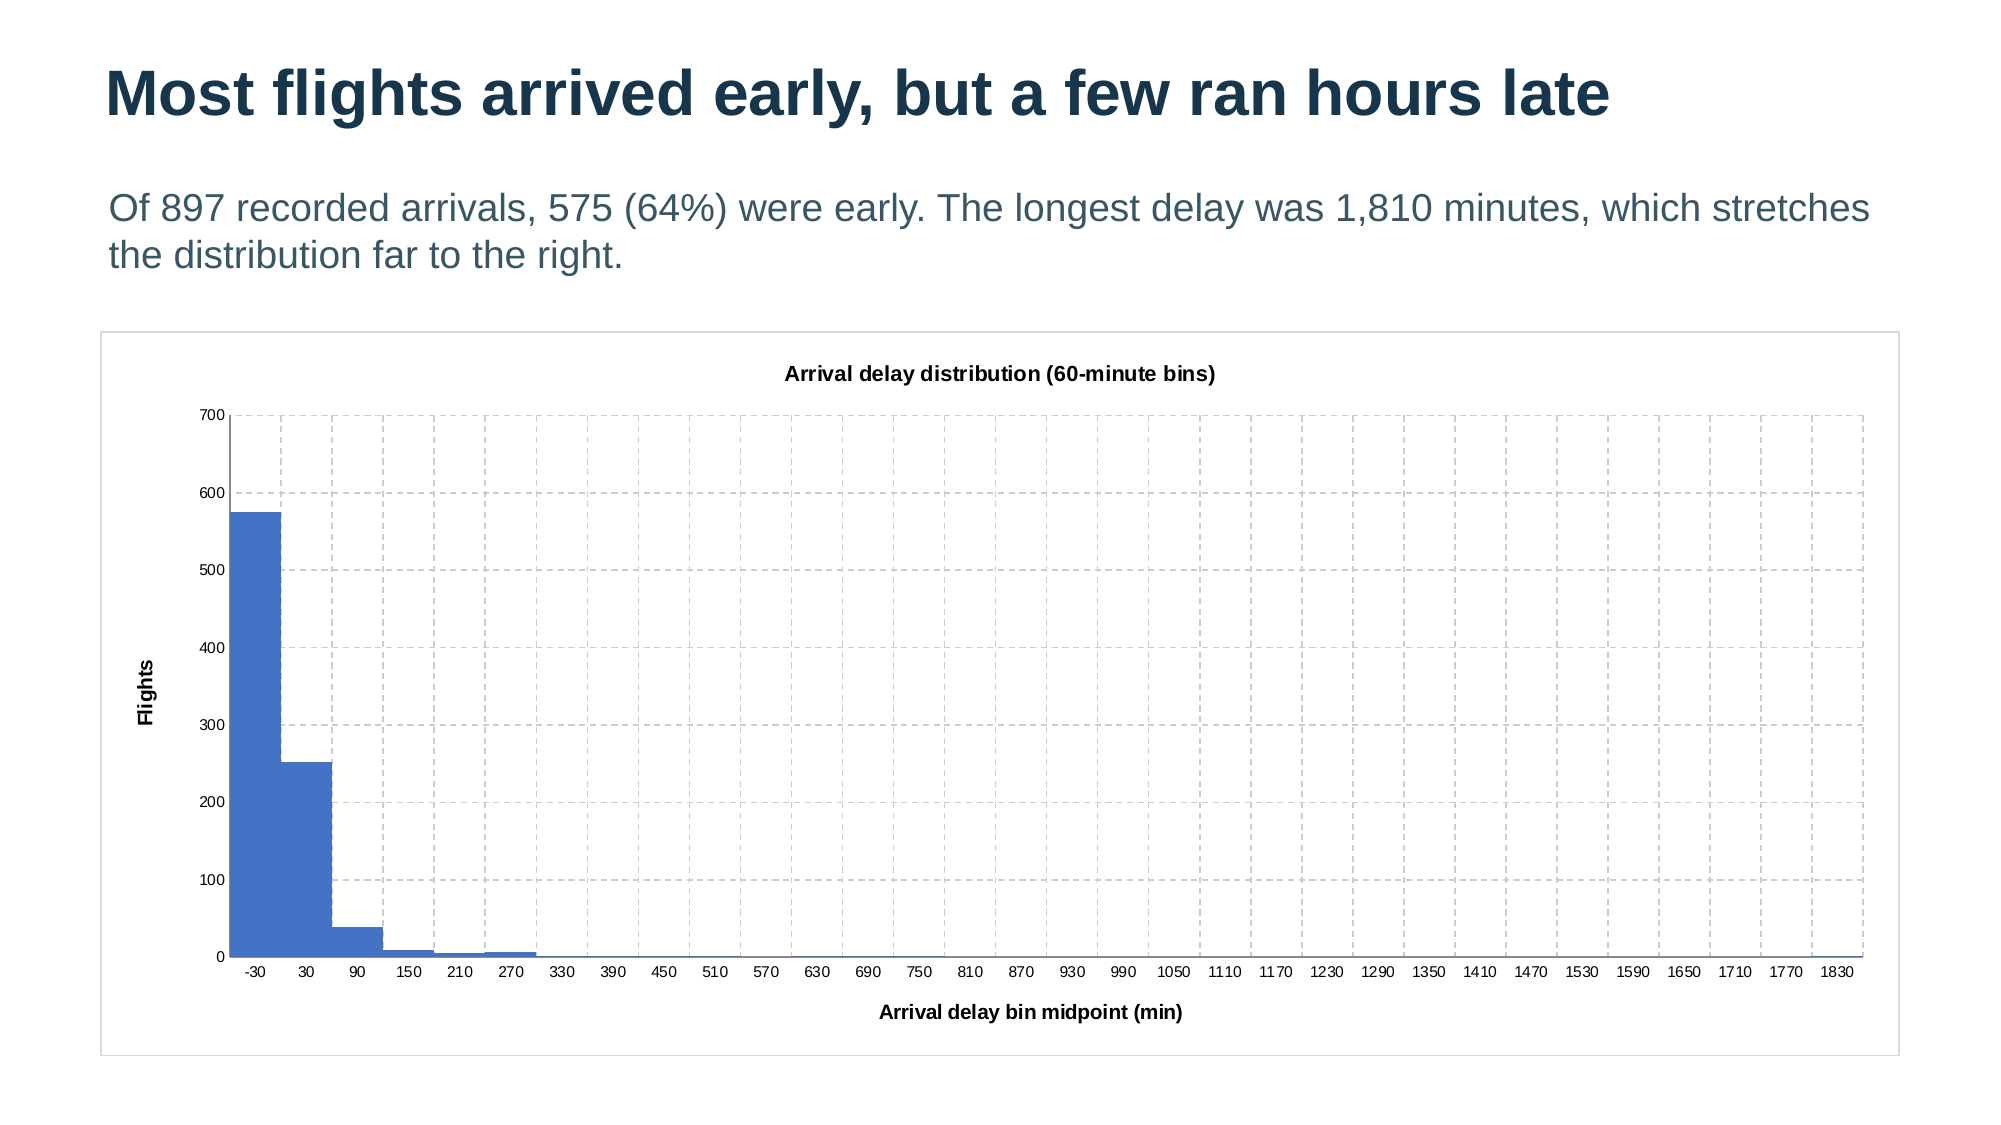 Most flights arrived early, but a few ran hours late
Of 897 recorded arrivals, 575 (64%) were early. The longest delay was 1,810 minutes, which stretches
the distribution far to the right.
Arrival delay distribution (60-minute bins)
700
600
500
400
300
200
100
0
Flights
-30 30 90 150 210 270 330 390 450 510 570 630 690 750 810 870 930 990 1050 1110 1170 1230 1290 1350 1410 1470 1530 1590 1650 1710 1770 1830
Arrival delay bin midpoint (min)